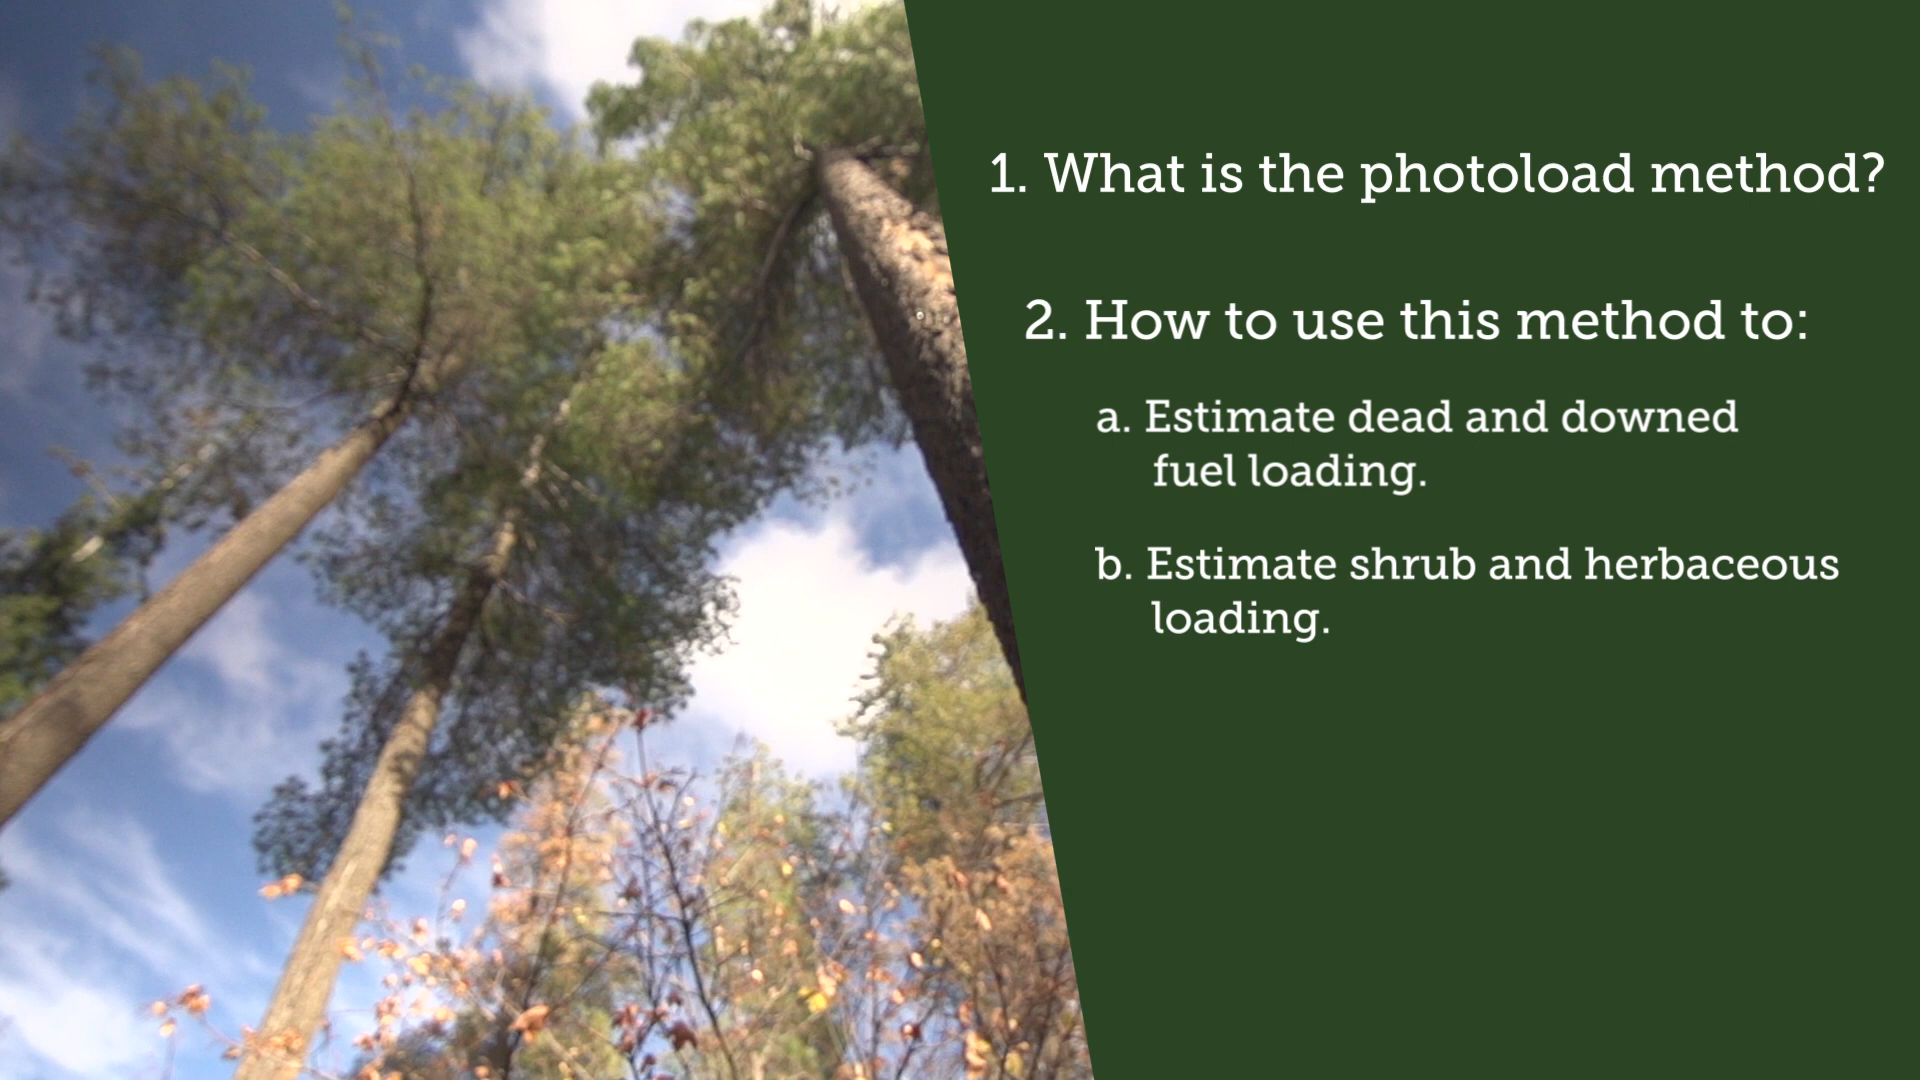 1. What is the photoload method?
2. How to use this method to:
a. Estimate dead and downed
fuel loading.
b. Estimate shrub and herbaceous
loading.